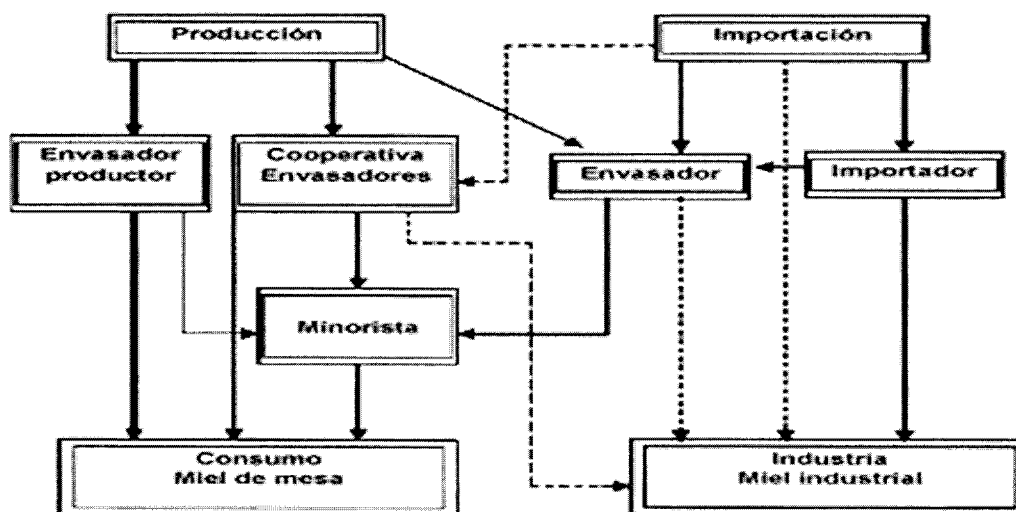 Producción
Importación
Envasador
productor
Cooperativa
Envasadores
Envasador
Importador
Minorista
Consumo
Miel de mesa
Industria
Miel industrial